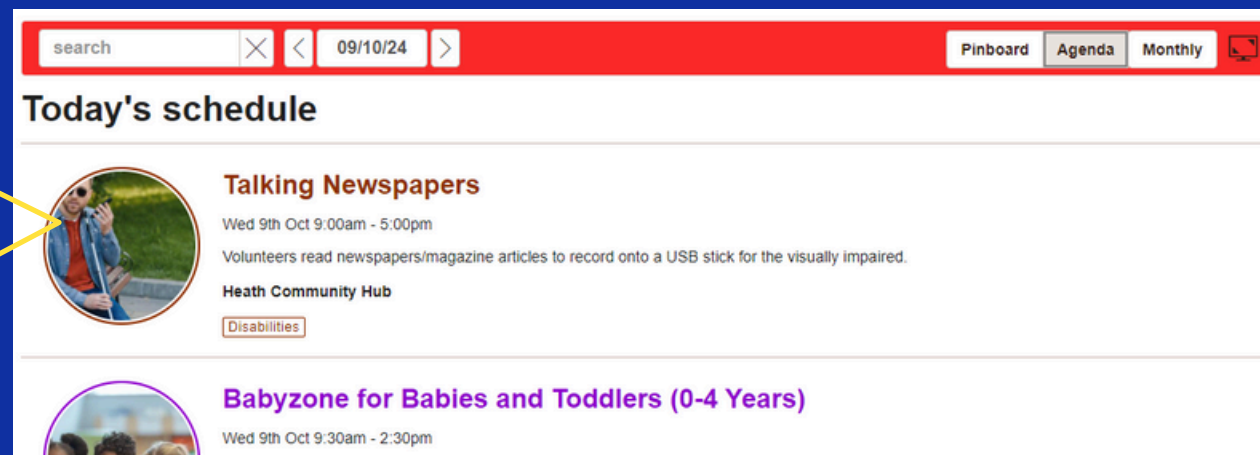 search 09/10/24 Pinboard Agenda Monthly
Today's schedule
Talking Newspapers
Wed 9th Oct 9:00am - 5:00pm
Volunteers read newspapers/magazine articles to record onto a USB stick for the visually impaired.
Heath Community Hub
Disabilities
Babyzone for Babies and Toddlers (0-4 Years)
Wed 9th Oct 9:30am - 2:30pm